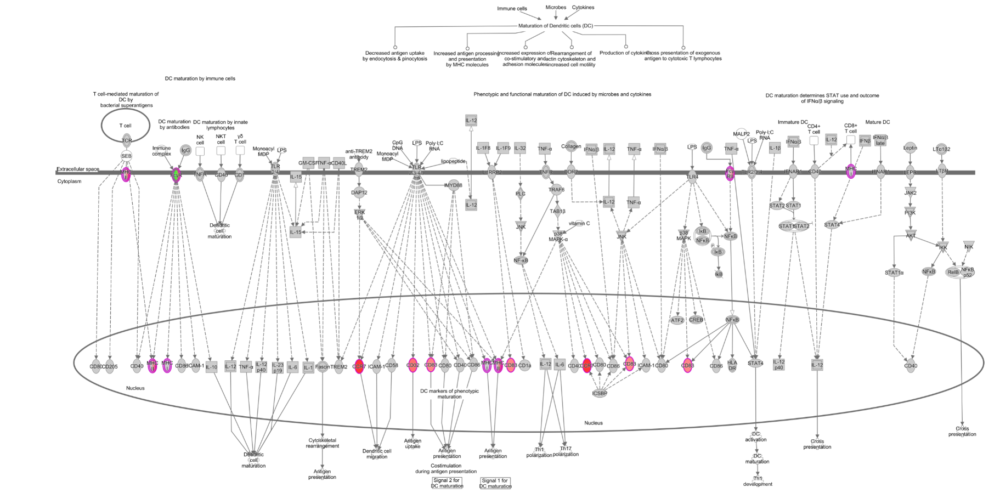 Immune cells
Microbes
Cytokines
Maturation of Dendritic cells (DC)
Decreased antigen uptake
by endocytosis & pinocytosis
Increased antigen processing
and presentation
by MHC molecules
Increased expression of
co-stimulatory and
adhesion molecules
Rearrangement of
actin cytoskeleton and
increased cell motility
Production of cytokines
Cross presentation of exogenous
antigen to cytotoxic T lymphocytes
DC maturation by immune cells
T cell-mediated maturation of
DC by
bacterial superantigens
Phenotypic and functional maturation of DC induced by microbes and cytokines
DC maturation determines STAT use and outcome
of IFNα/β signaling
T cell
DC maturation
by antibodies
DC maturation by innate
lymphocytes
Immature DC
Mature DC
TCR
SEB
Immune
complex
IgG
NK
cell
NKT
cell
γδ
T cell
Monoacyl
MDP
LPS
GM-CSF
TNF-α
CD40L
anti-TREM2
antibody
CpG
DNA
Monoacyl
MDP
LPS
Poly-I;C
RNA
lipopeptide
IL-12
IL-1F8
IL-1F9
IL-32
TNF-α
Collagen
IFNα/β
IL-12
TNF-α
IFNα/β
LPS
IgG
TNF-α
MALP2
LPS
Poly-I;C
RNA
IL-1β
IFNα/β
CD4+
T cell
IL-12
CD8+
T cell
IFNβ
IFNα/β
late
Leptin
LTα1β2
Extracellular space
Cytoplasm
MHC
II
FcγR
TNFR
CD40
CD1
TLR
2/4
IL-15
TREM2
TLR
2/3/4/9
IL1RRP2
TNFR
DDR2
TLR4
Fcγ
RIII
TLR2/3/4
IFNAR1
CD40
MHC
I
IFNAR1
LEPR
LTβR
DAP12
ERK
1/2
MYD88
IL-12
PLC
TRAF6
TAB1β
IL-12
TNF-α
STAT2
STAT1
JAK2
PI3K
Dendritic
cell
maturation
IL-15
JNK
vitamin C
p38
MAPK-α
JNK
p38
MAPK
IκB
NFκB
P
IκB
IκB
NFκB
STAT1
STAT2
STAT4
AKT
IKK
NIK
NF-κB
STAT1α
NFκB
RelB
NFκB
p52
ATF2
CREB
NFκB
CD80
CD205
CD40
MHC
II
MHC
I
CD86
ICAM-1
IL-10
IL-12
TNF-α
IL-12
p40
IL-23
p19
IL-6
IL-1
Fascin
TREM2
CCR7
ICAM-1
CD58
CD32
CD83
CD80
CD40
CD86
MHC
I
MHC
II
CD83
CD1a
IL-12
IL-6
CD40
CCR7
CD80
CD86
CD83
ICAM-1
CD80
CD83
CD86
HLA
DR
STAT4
IL-12
p40
IL-12
CD40
Nucleus
DC markers of phenotypic
maturation
ICSBP
Nucleus
Dendritic
cell
maturation
Cytoskeletal
rearrangement
Antigen
presentation
Dendritic cell
migration
Antigen
uptake
Antigen
presentation
Antigen
presentation
Costimulation
during antigen presentation
Signal 2 for
DC maturation
Signal 1 for
DC maturation
Th1
polarization
Th17
polarization
DC
activation
DC
maturation
Th1
development
Cross
presentation
Cross
presentation